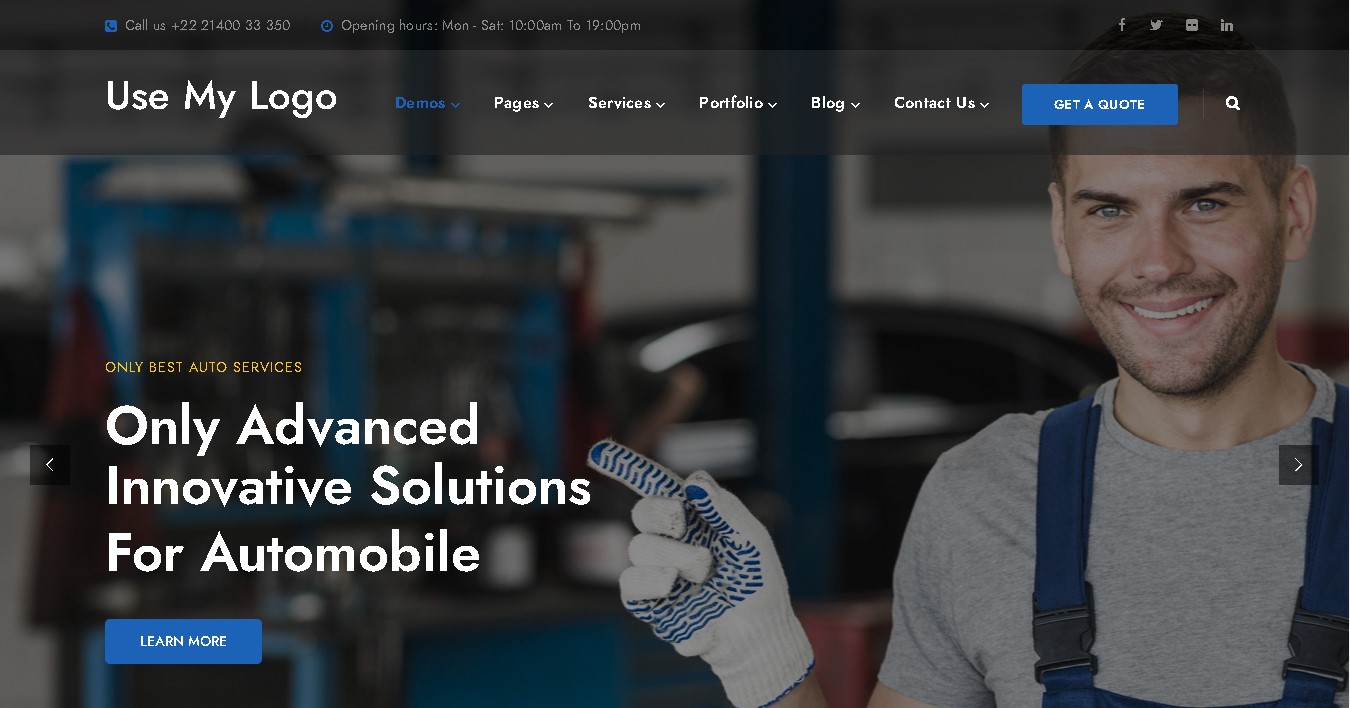 Call us +22 21400 33 350 Opening hours: Mon - Sat: 10:00am To 19:00pm
Use My Logo Demos Pages Services Portfolio Blog Contact Us GET A QUOTE
ONLY BEST AUTO SERVICES
Only Advanced
Innovative Solutions
For Automobile
LEARN MORE